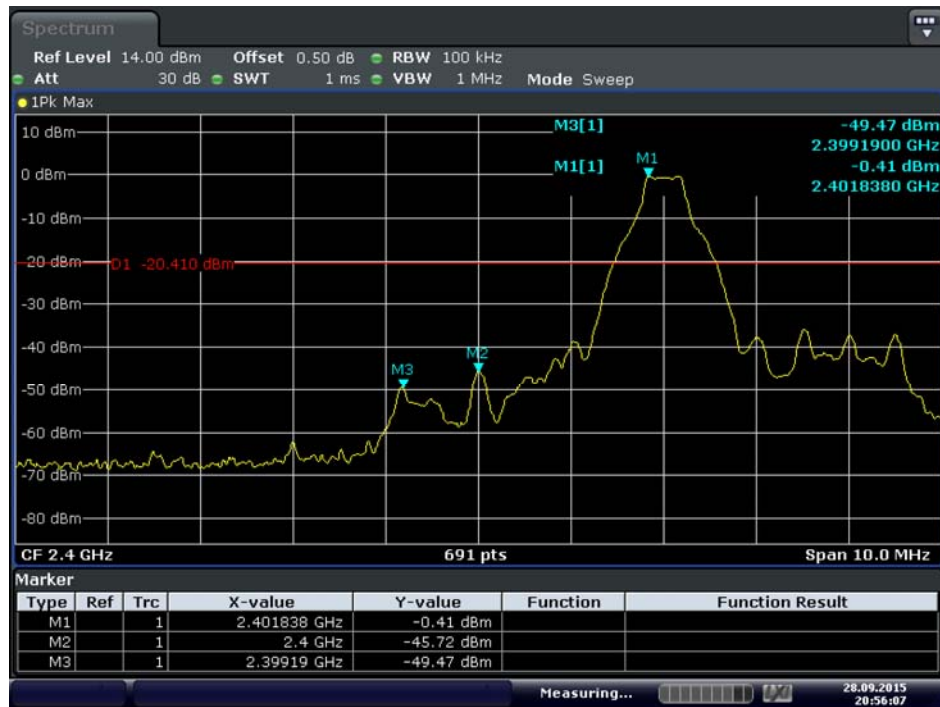 Spectrum
Ref Level 14.00 dBm Offset 0.50 dB RBW 100 kHz
Att 30 dB SWT 1 ms VBW 1 MHz Mode Sweep
1Pk Max
10 dBm
M3[1] -49.47 dBm
2.3991900 GHz
M1[1] -0.41 dBm
2.4018380 GHz
M1
0 dBm
-10 dBm
-20 dBm
D1 -20.410 dBm
-30 dBm
-40 dBm
M2
M3
-50 dBm
-60 dBm
-70 dBm
-80 dBm
CF 2.4 GHz 691 pts Span 10.0 MHz
Marker
Type Ref Trc X-value Y-value Function Function Result
M1 1 2.401838 GHz -0.41 dBm
M2 1 2.4 GHz -45.72 dBm
M3 1 2.39919 GHz -49.47 dBm
Measuring... 28.09.2015
20:56:07